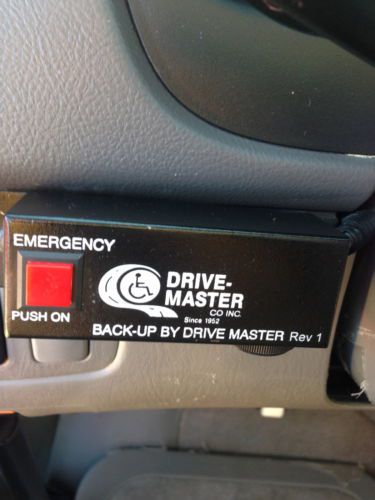 EMERGENCY
PUSH ON
DRIVE-
MASTER
CO INC.
Since 1952
BACK-UP BY DRIVE MASTER Rev 1